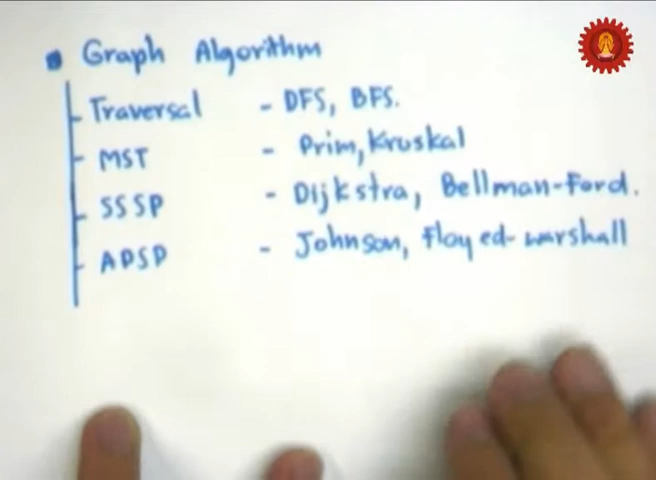 Graph Algorithm
Traversal - DFS, BFS.
MST - Prim, Kruskal
SSSP - Dijkstra, Bellman-Ford.
APSP - Johnson, Floyed-warshall